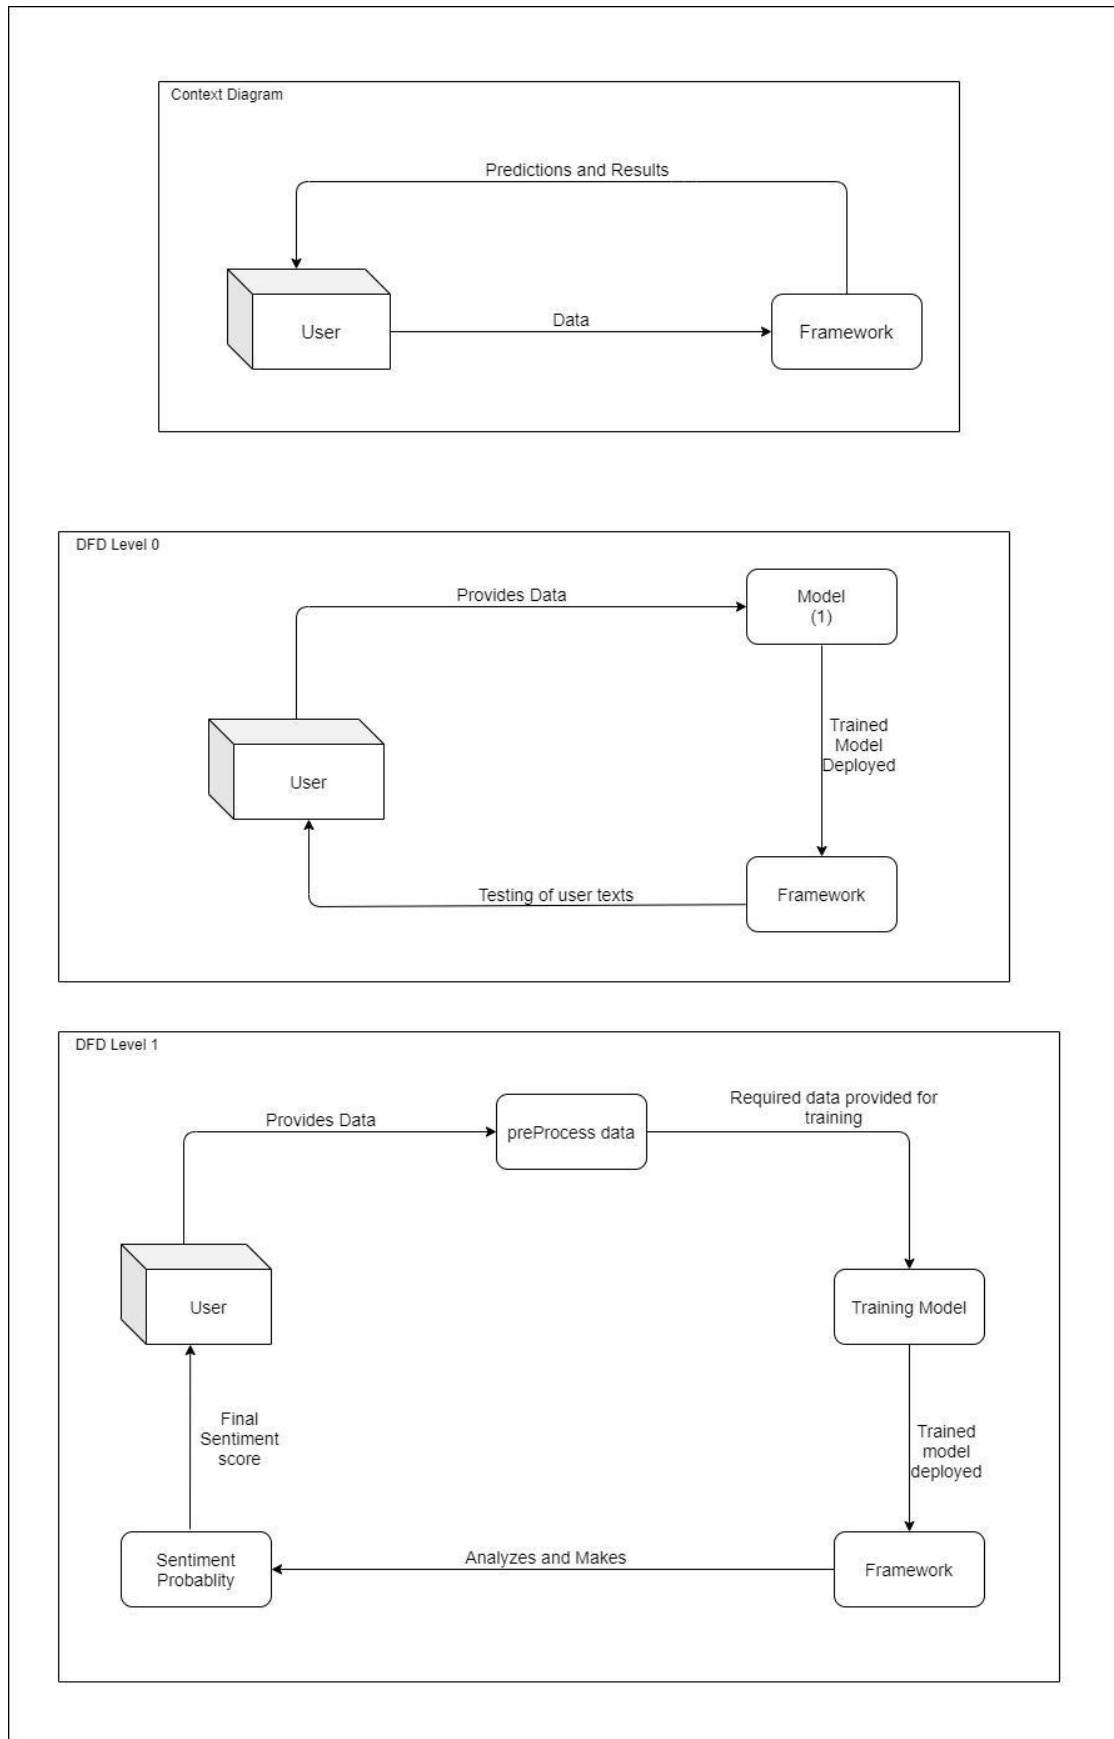 Context Diagram
Predictions and Results
User
Data
Framework
DFD Level 0
Provides Data
Model
(1)
Trained
Model
Deployed
User
Testing of user texts
Framework
DFD Level 1
Provides Data
preProcess data
Required data provided for
training
User
Training Model
Final
Sentiment
score
Trained
model
deployed
Sentiment
Probablity
Analyzes and Makes
Framework